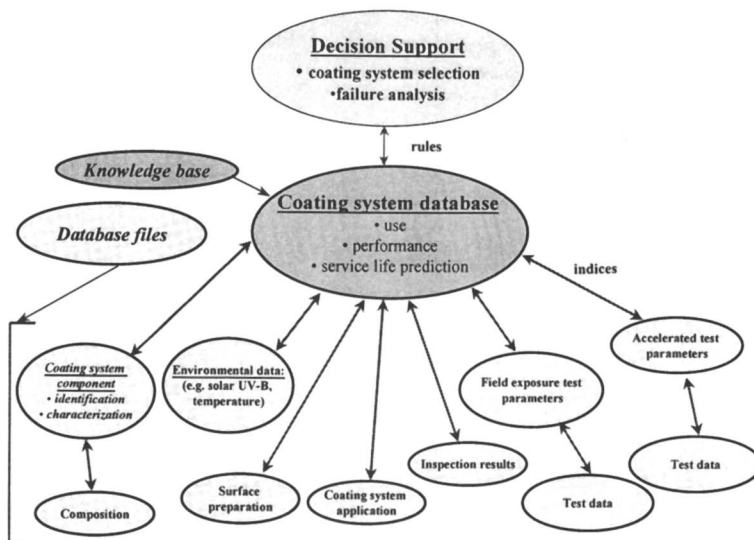 Decision Support
• coating system selection
•failure analysis
rules
Knowledge base
Coating system database
• use
• performance
• service life prediction
Database files
indices
Coating system
component
• identification
• characterization
Environmental data:
(e.g. solar UV-B,
temperature)
Field exposure test
parameters
Accelerated test
parameters
Composition
Surface
preparation
Coating system
application
Inspection results
Test data
Test data